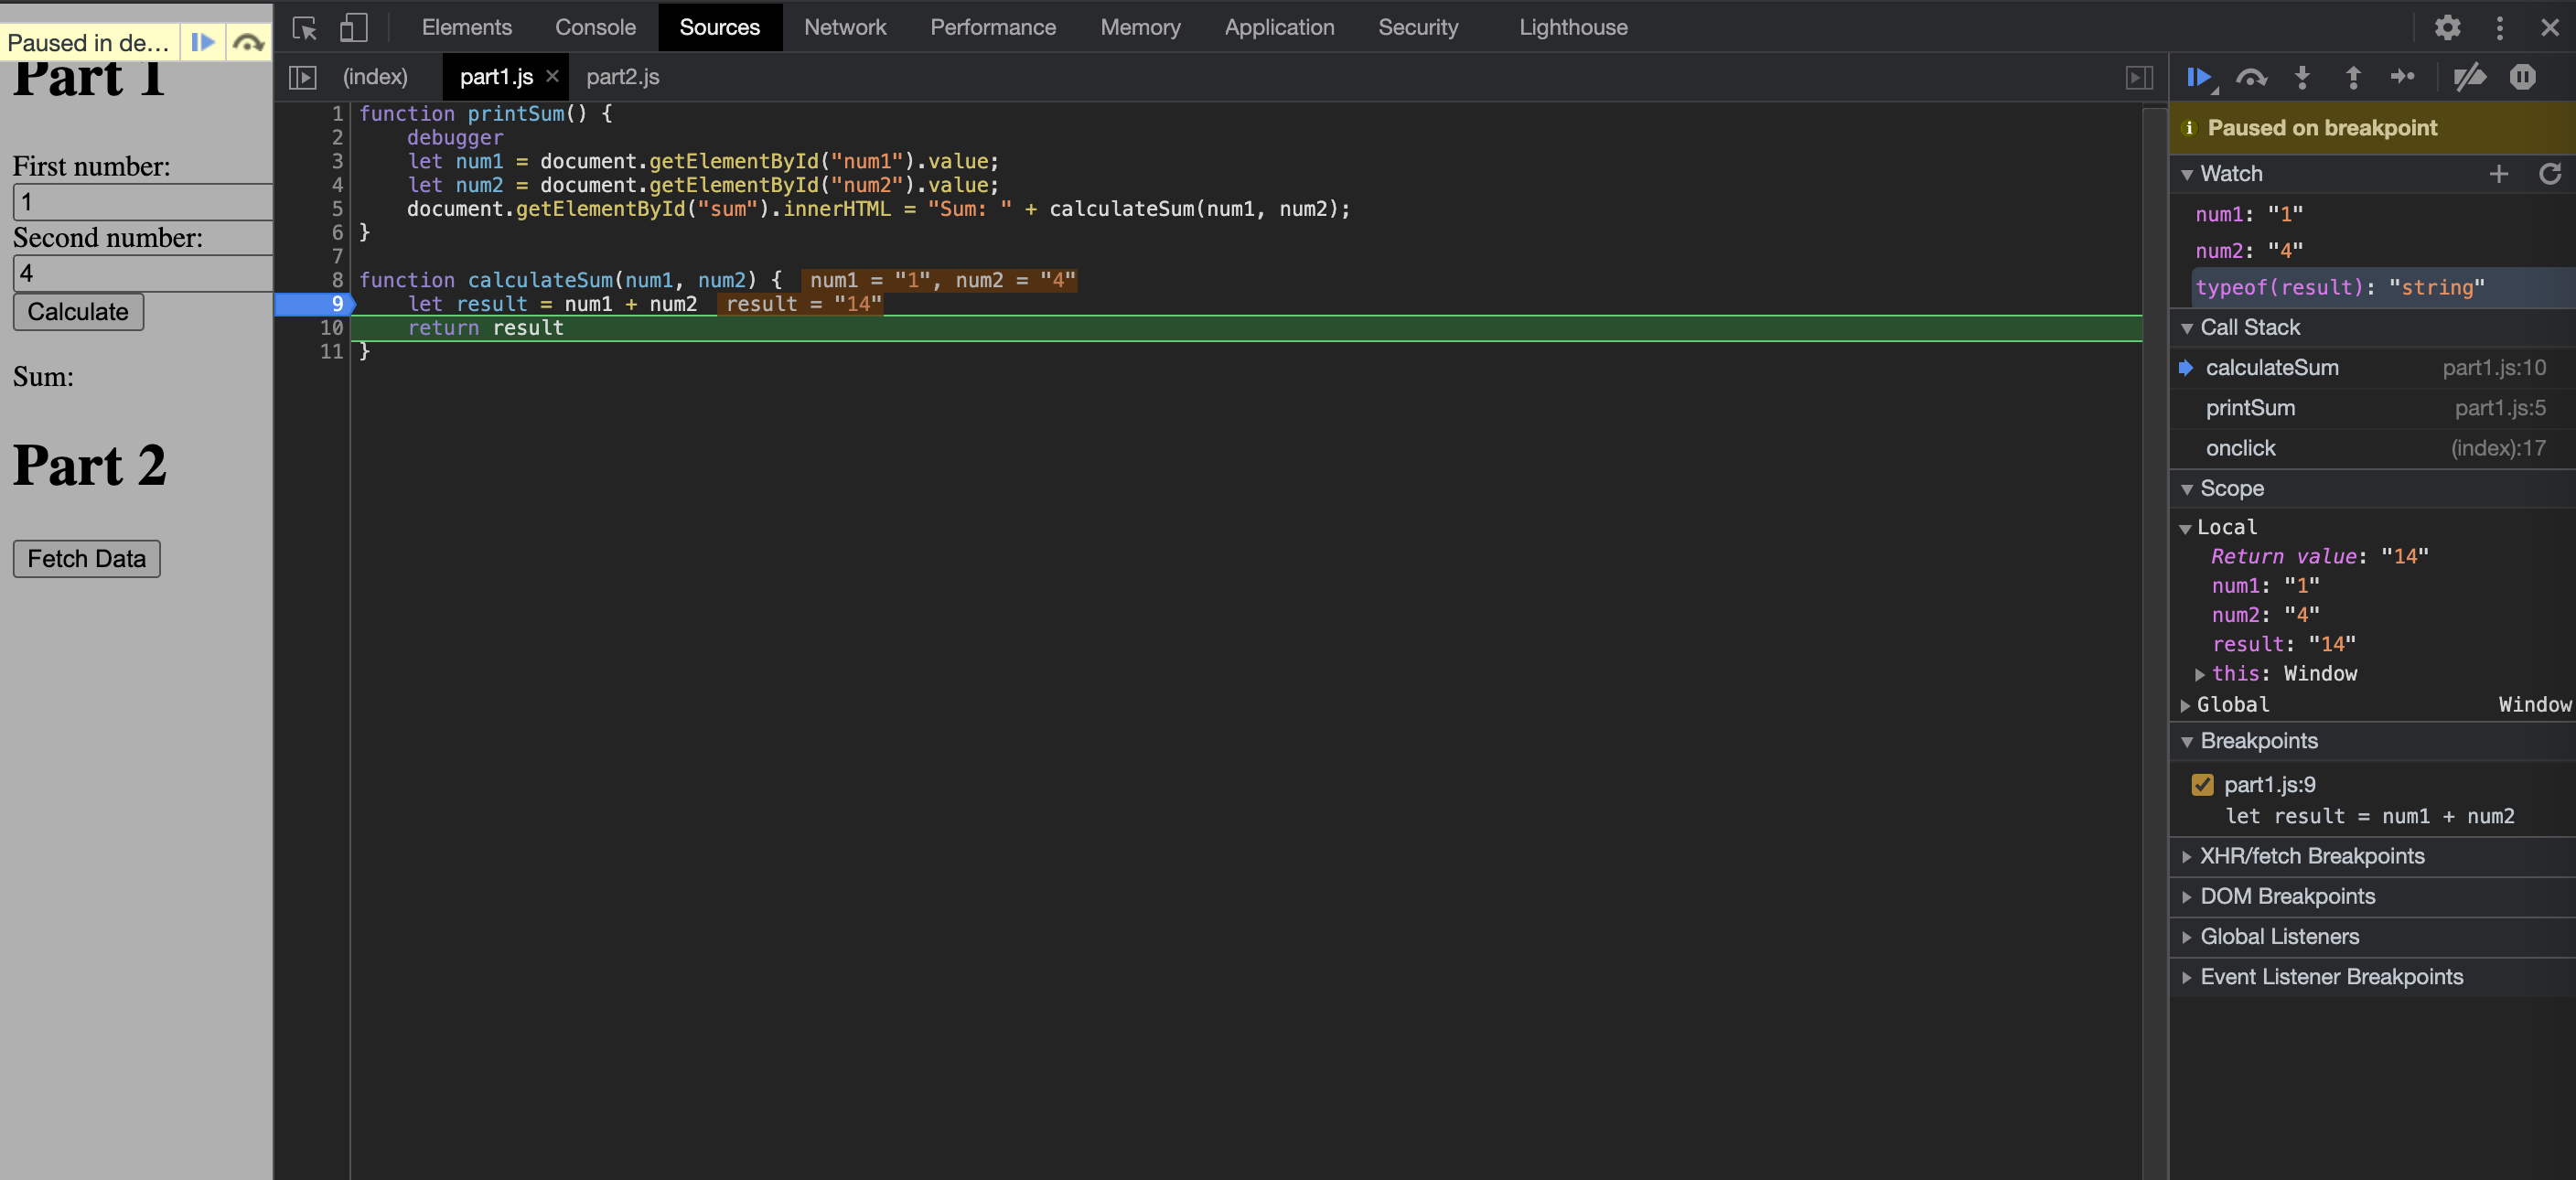 Paused in de...
Part 1
First number:
1
Second number:
4
Calculate
Sum:
Part 2
Fetch Data
Elements Console Sources Network Performance Memory Application Security Lighthouse
(index) part1.js × part2.js
1 function printSum() {
2 debugger
3 let num1 = document.getElementById("num1").value;
4 let num2 = document.getElementById("num2").value;
5 document.getElementById("sum").innerHTML = "Sum: " + calculateSum(num1, num2);
6 }
7
8 function calculateSum(num1, num2) { num1 = "1", num2 = "4"
9 let result = num1 + num2 result = "14"
10 return result
11 }
Paused on breakpoint
Watch
num1: "1"
num2: "4"
typeof(result): "string"
Call Stack
calculateSum part1.js:10
printSum part1.js:5
onclick (index):17
Scope
Local
Return value: "14"
num1: "1"
num2: "4"
result: "14"
this: Window
Global Window
Breakpoints
part1.js:9
let result = num1 + num2
XHR/fetch Breakpoints
DOM Breakpoints
Global Listeners
Event Listener Breakpoints